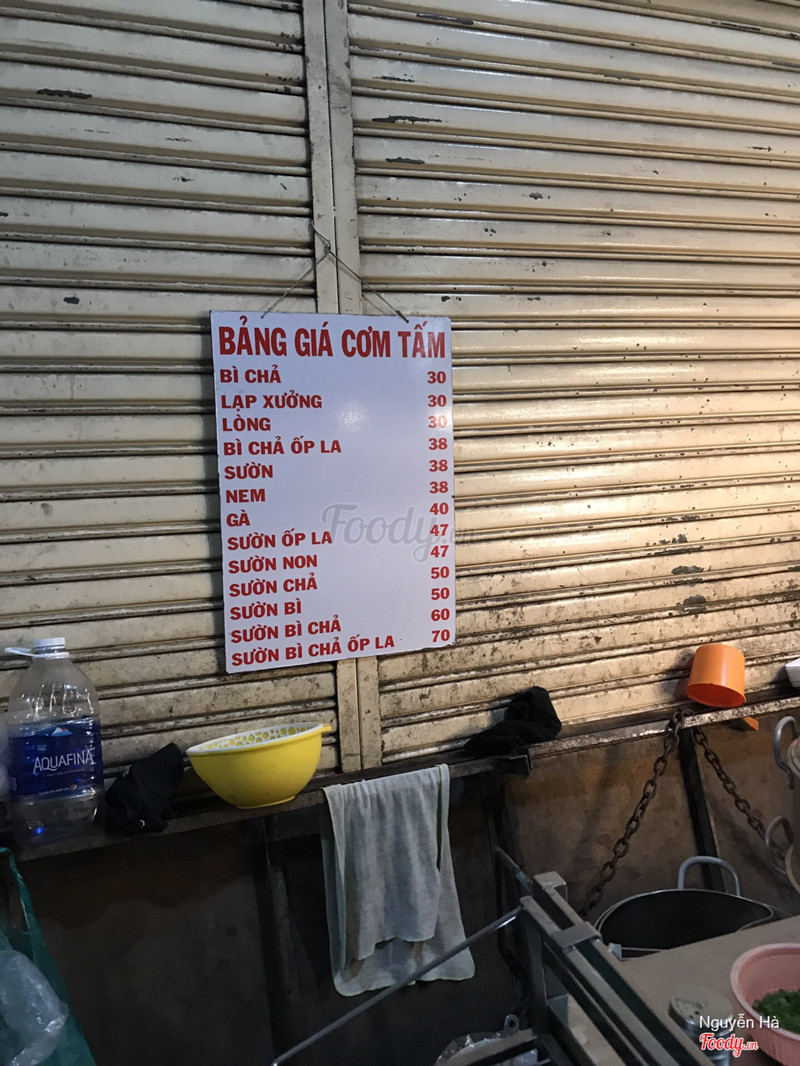 BẢNG GIÁ CƠM TẤM
BÌ CHẢ 30
LẠP XƯỞNG 30
LÒNG 30
BÌ CHẢ ỐP LA 38
SƯỜN 38
NEM 38
GÀ 40
SƯỜN ỐP LA 47
SƯỜN NON 47
SƯỜN CHẢ 50
SƯỜN BÌ 50
SƯỜN BÌ CHẢ 60
SƯỜN BÌ CHẢ ỐP LA 70
Foody.vn
AQUAFINA
Nguyễn Hà
Foody.vn